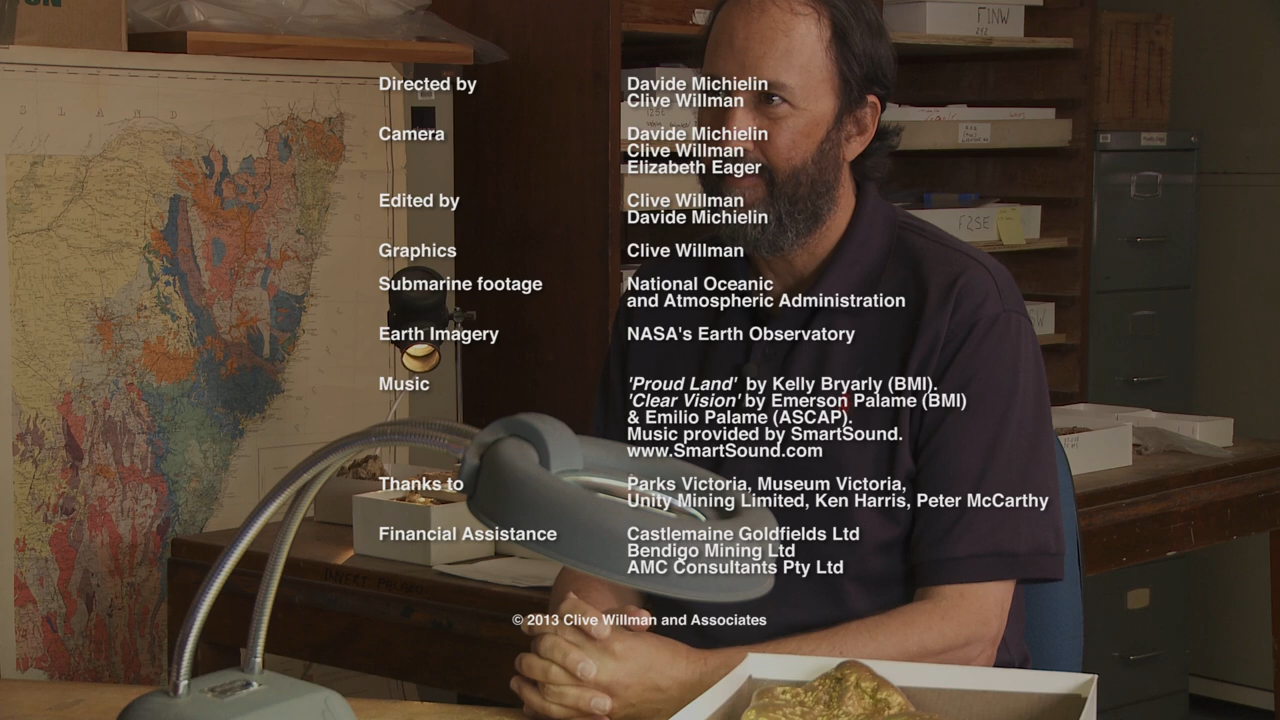 Directed by Davide Michielin
Clive Willman
Camera Davide Michielin
Clive Willman
Elizabeth Eager
Edited by Clive Willman
Davide Michielin
Graphics Clive Willman
Submarine footage National Oceanic
and Atmospheric Administration
Earth Imagery NASA's Earth Observatory
Music 'Proud Land' by Kelly Bryarly (BMI).
'Clear Vision' by Emerson Palame (BMI)
& Emilio Palame (ASCAP).
Music provided by SmartSound.
www.SmartSound.com
Thanks to Parks Victoria, Museum Victoria,
Unity Mining Limited, Ken Harris, Peter McCarthy
Financial Assistance Castlemaine Goldfields Ltd
Bendigo Mining Ltd
AMC Consultants Pty Ltd
© 2013 Clive Willman and Associates
FINW
F2SE